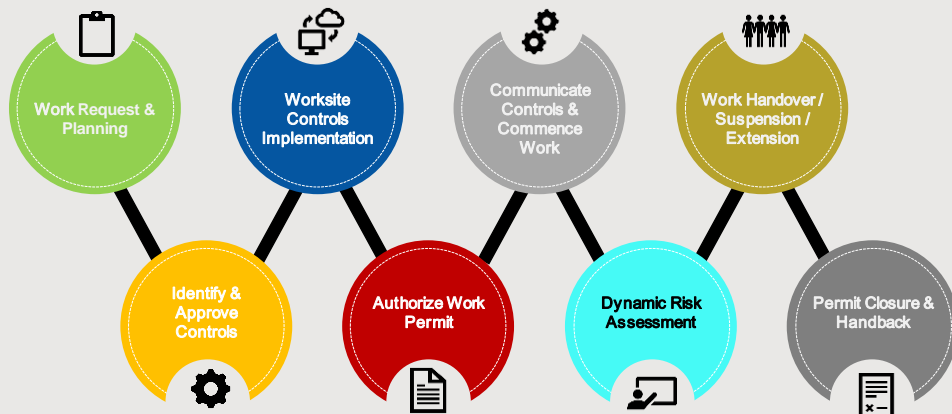 Work Request &
Planning
Worksite
Controls
Implementation
Communicate
Controls &
Commence
Work
Work Handover /
Suspension /
Extension
Identify &
Approve
Controls
Authorize Work
Permit
Dynamic Risk
Assessment
Permit Closure &
Handback